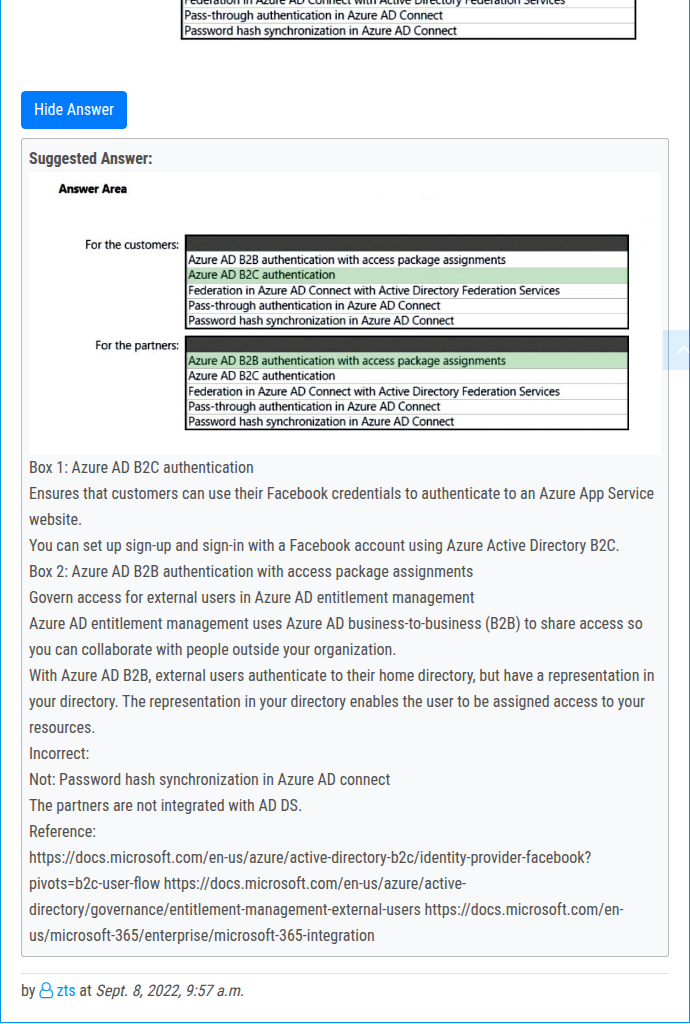 Federation in Azure AD Connect with Active Directory Federation Services
Pass-through authentication in Azure AD Connect
Password hash synchronization in Azure AD Connect
Hide Answer
Suggested Answer:
Answer Area
For the customers:
Azure AD B2B authentication with access package assignments
Azure AD B2C authentication
Federation in Azure AD Connect with Active Directory Federation Services
Pass-through authentication in Azure AD Connect
Password hash synchronization in Azure AD Connect
For the partners:
Azure AD B2B authentication with access package assignments
Azure AD B2C authentication
Federation in Azure AD Connect with Active Directory Federation Services
Pass-through authentication in Azure AD Connect
Password hash synchronization in Azure AD Connect
Box 1: Azure AD B2C authentication
Ensures that customers can use their Facebook credentials to authenticate to an Azure App Service
website.
You can set up sign-up and sign-in with a Facebook account using Azure Active Directory B2C.
Box 2: Azure AD B2B authentication with access package assignments
Govern access for external users in Azure AD entitlement management
Azure AD entitlement management uses Azure AD business-to-business (B2B) to share access so
you can collaborate with people outside your organization.
With Azure AD B2B, external users authenticate to their home directory, but have a representation in
your directory. The representation in your directory enables the user to be assigned access to your
resources.
Incorrect:
Not: Password hash synchronization in Azure AD connect
The partners are not integrated with AD DS.
Reference:
https://docs.microsoft.com/en-us/azure/active-directory-b2c/identity-provider-facebook?
pivots=b2c-user-flow https://docs.microsoft.com/en-us/azure/active-
directory/governance/entitlement-management-external-users https://docs.microsoft.com/en-
us/microsoft-365/enterprise/microsoft-365-integration
by zts at Sept. 8, 2022, 9:57 a.m.